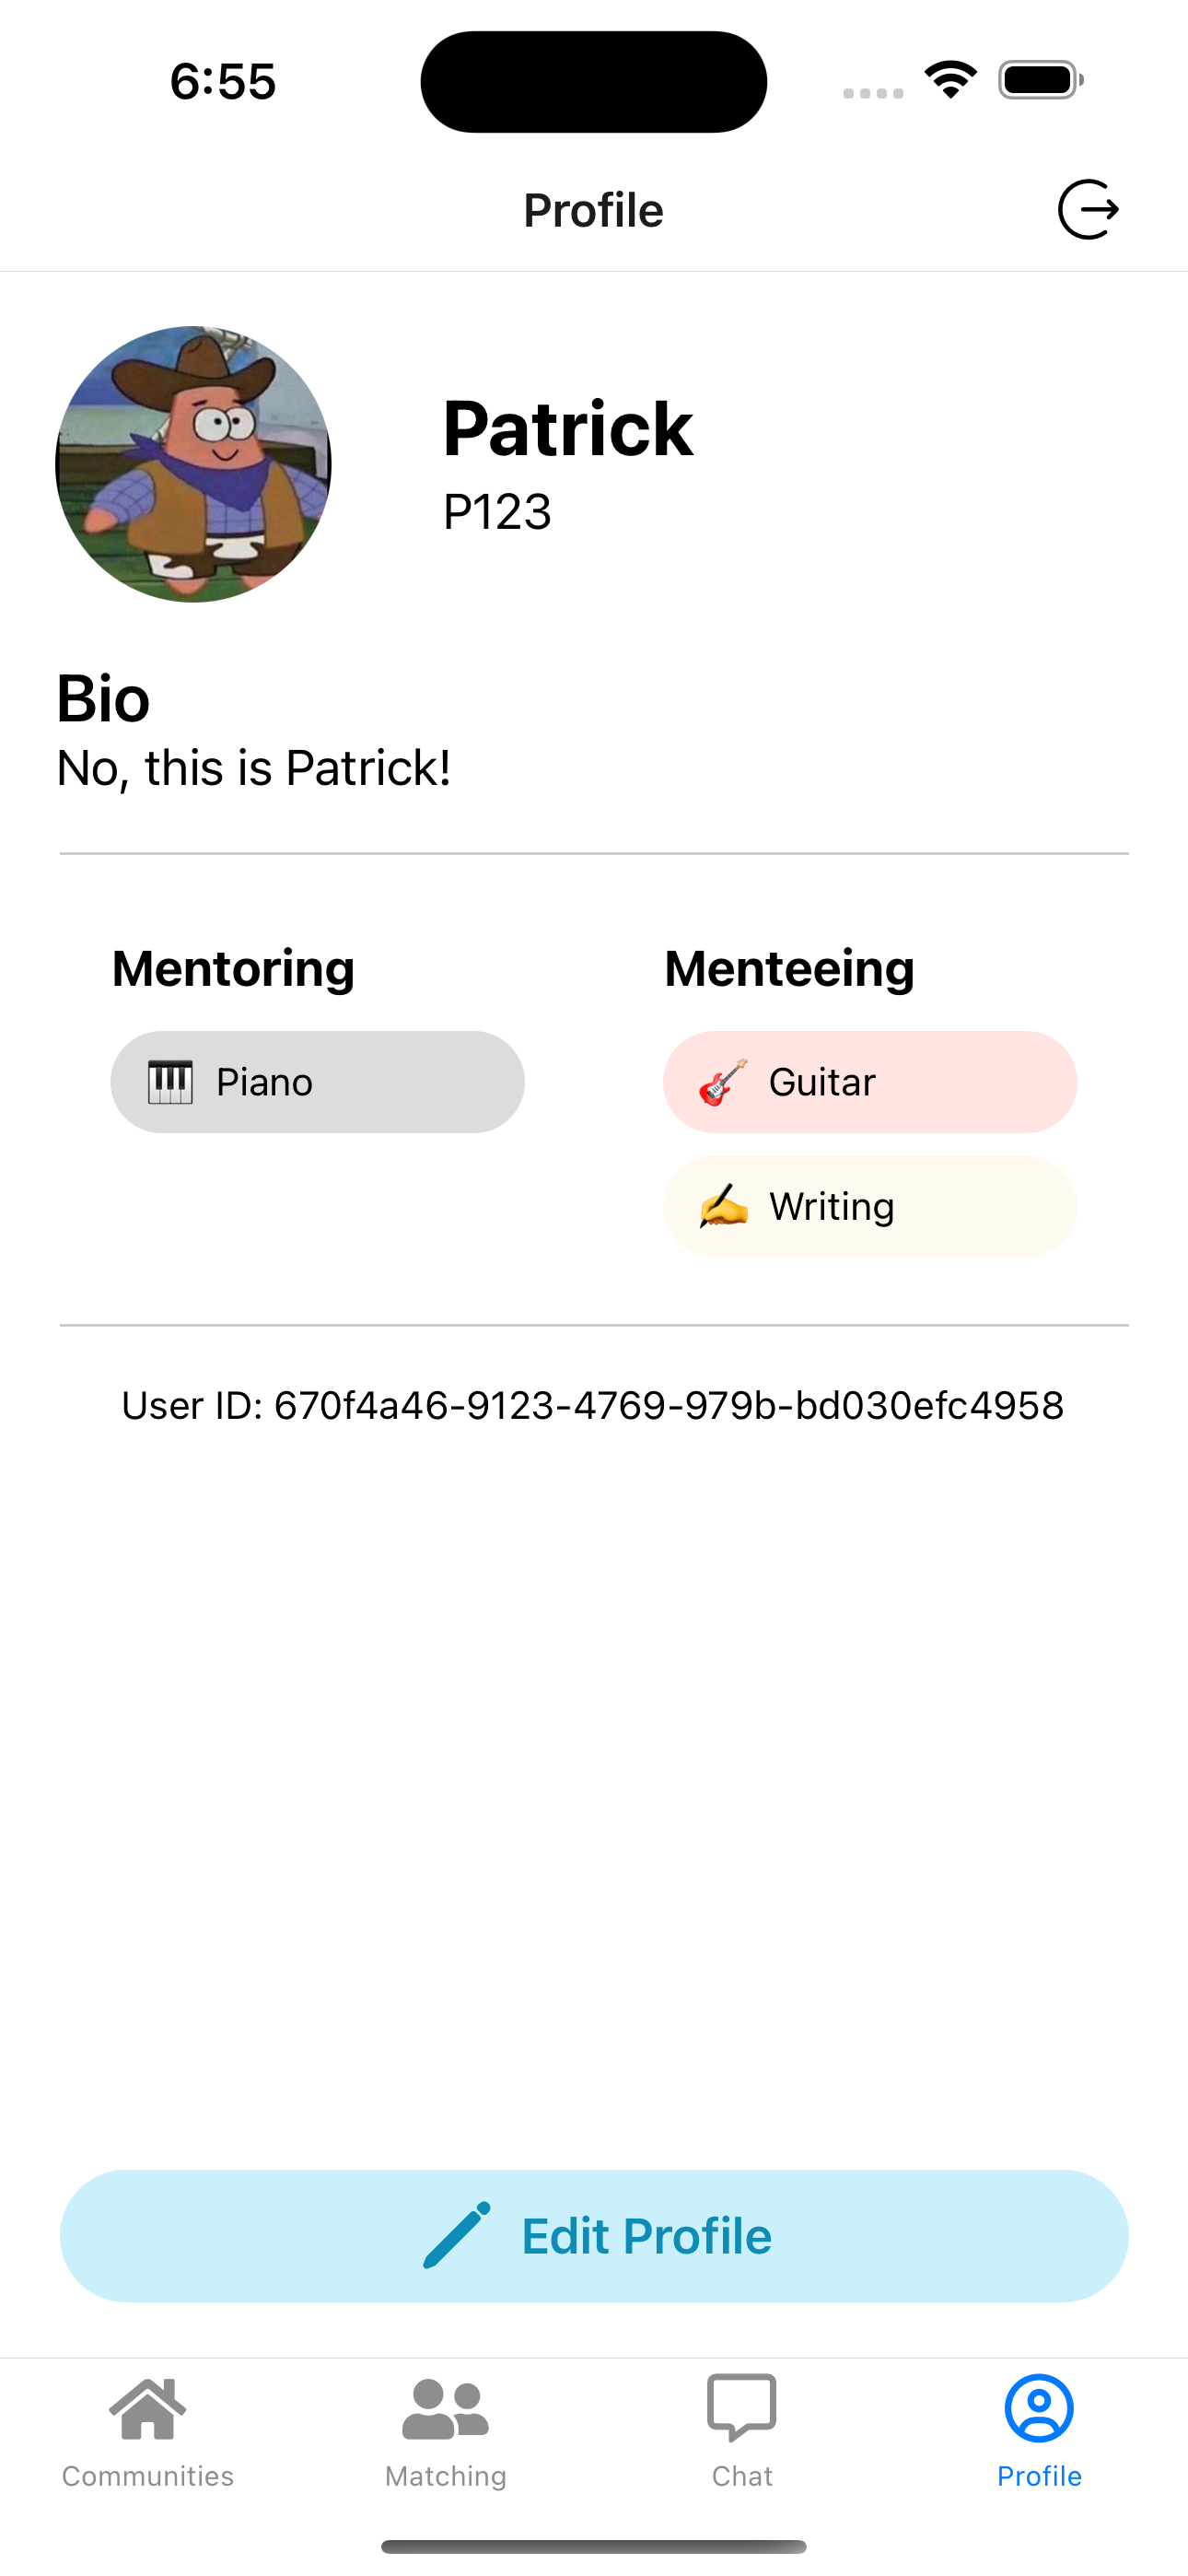 6:55
Profile
Patrick
P123
Bio
No, this is Patrick!
Mentoring
Menteeing
Piano
Guitar
Writing
User ID: 670f4a46-9123-4769-979b-bd030efc4958
Edit Profile
Communities
Matching
Chat
Profile